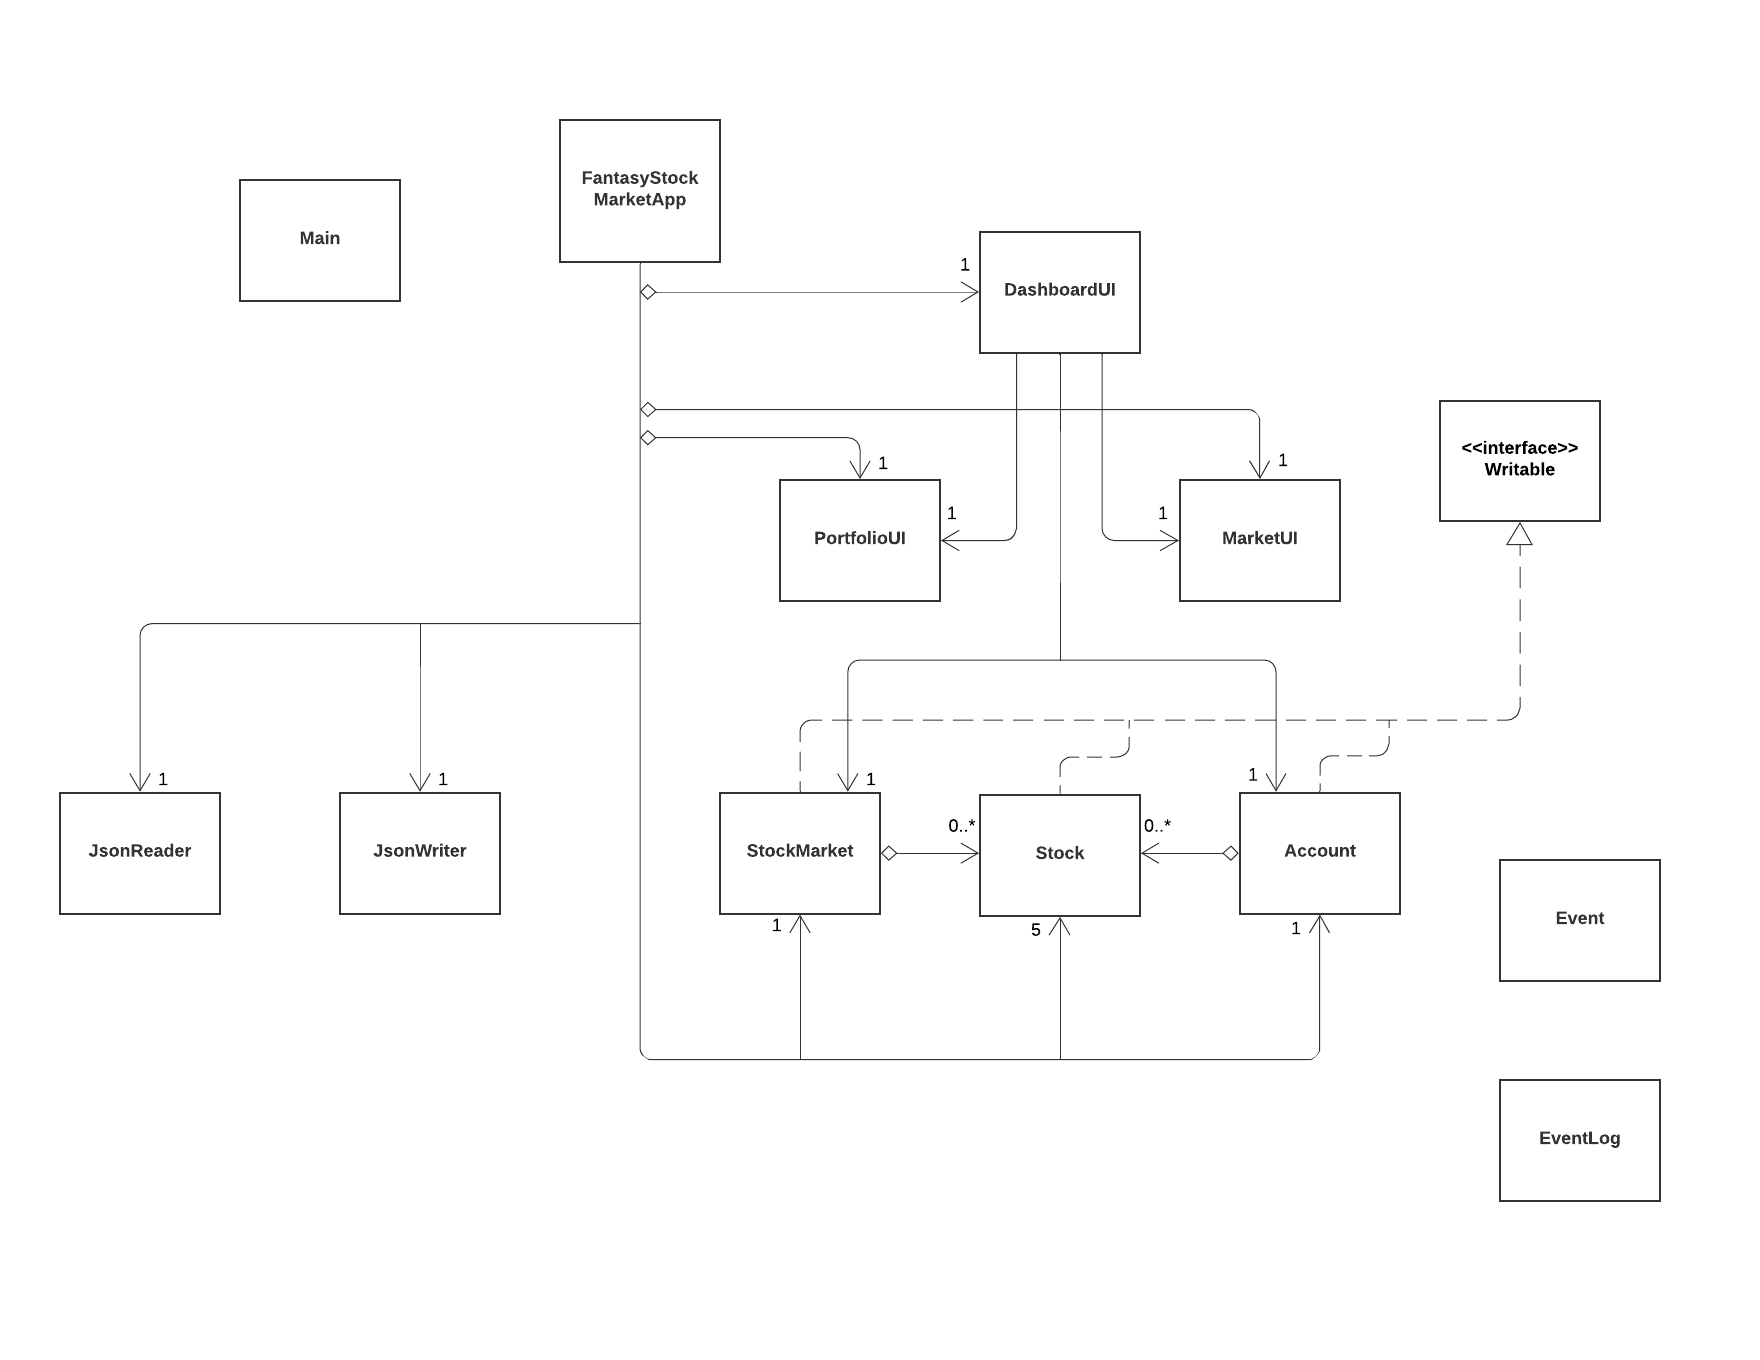 FantasyStock
MarketApp
Main
1
DashboardUI
<<interface>>
Writable
1
1
1
1
PortfolioUI
MarketUI
1
1
1
1
JsonReader
JsonWriter
StockMarket
0..*
Stock
0..*
Account
1
5
1
Event
EventLog